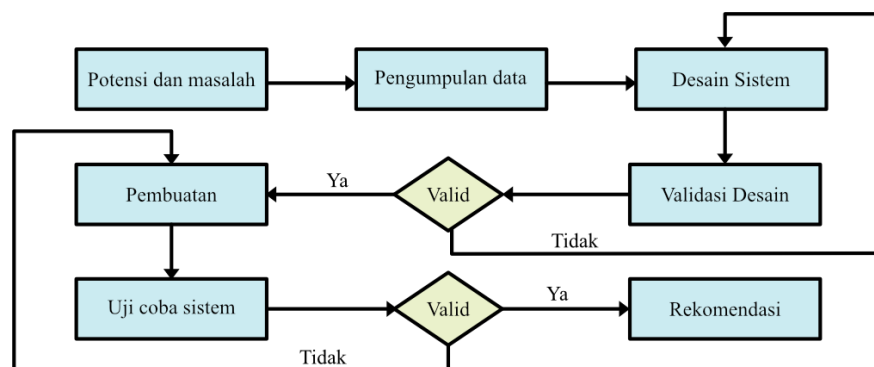 Potensi dan masalah
Pengumpulan data
Desain Sistem
Pembuatan
Ya
Valid
Validasi Desain
Tidak
Uji coba sistem
Valid
Ya
Rekomendasi
Tidak